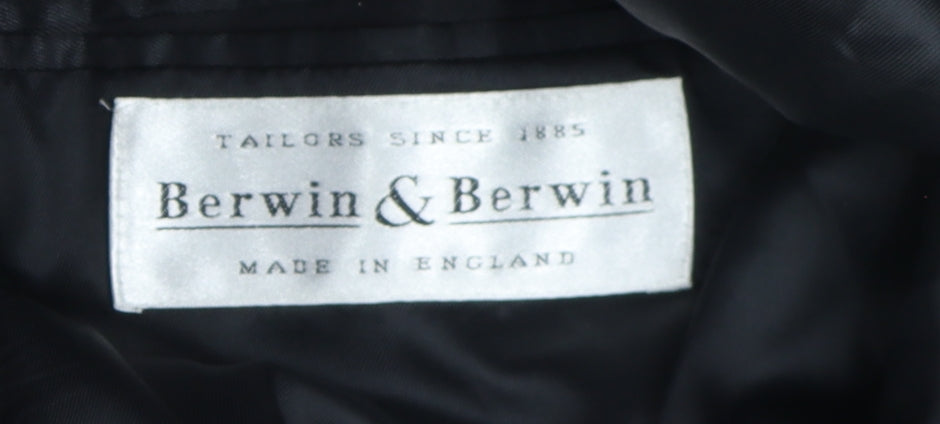 TAILORS SINCE 1885
Berwin & Berwin
MADE IN ENGLAND